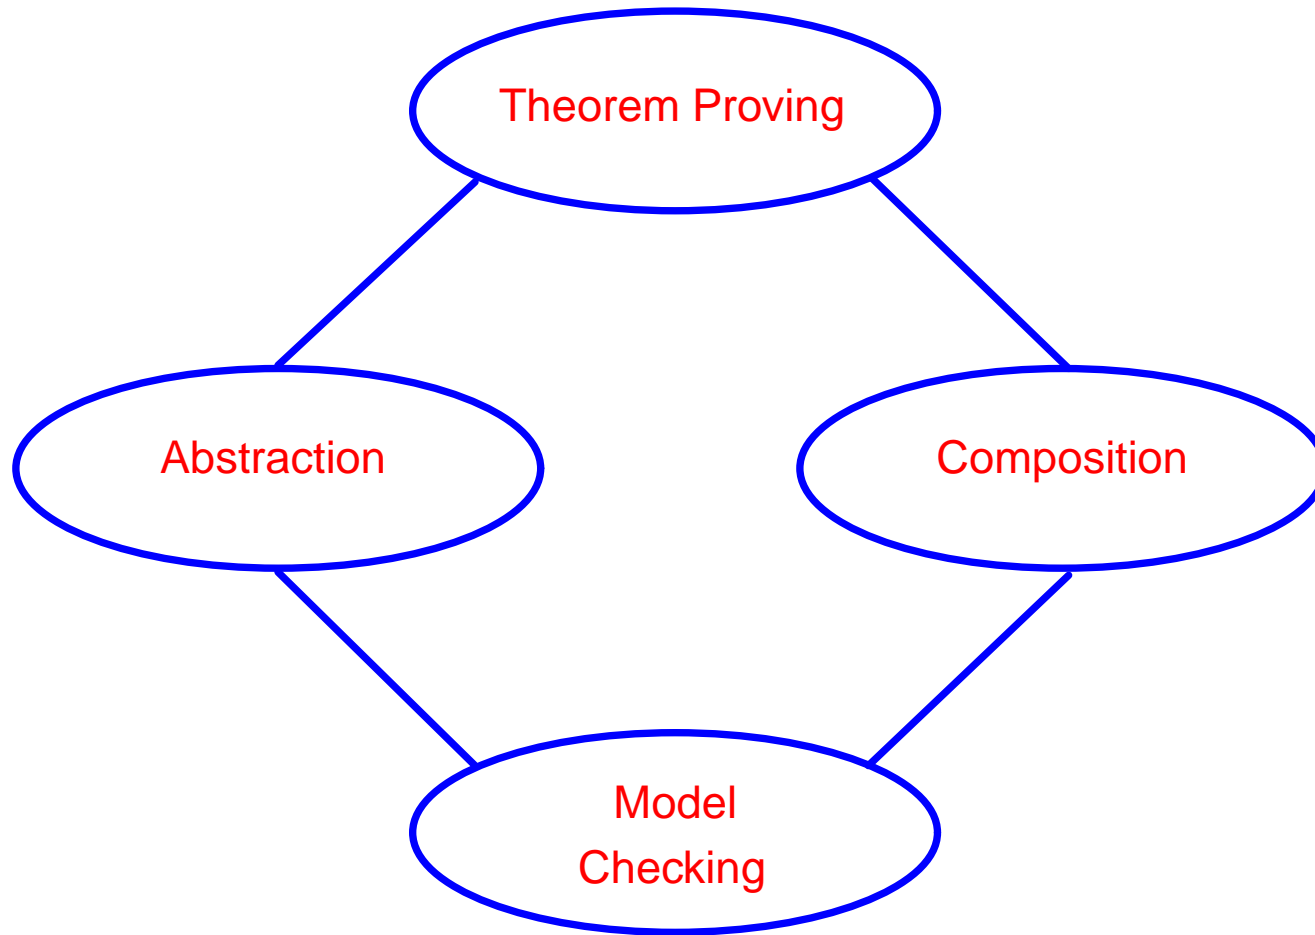 Theorem Proving
Abstraction
Composition
Model
Checking